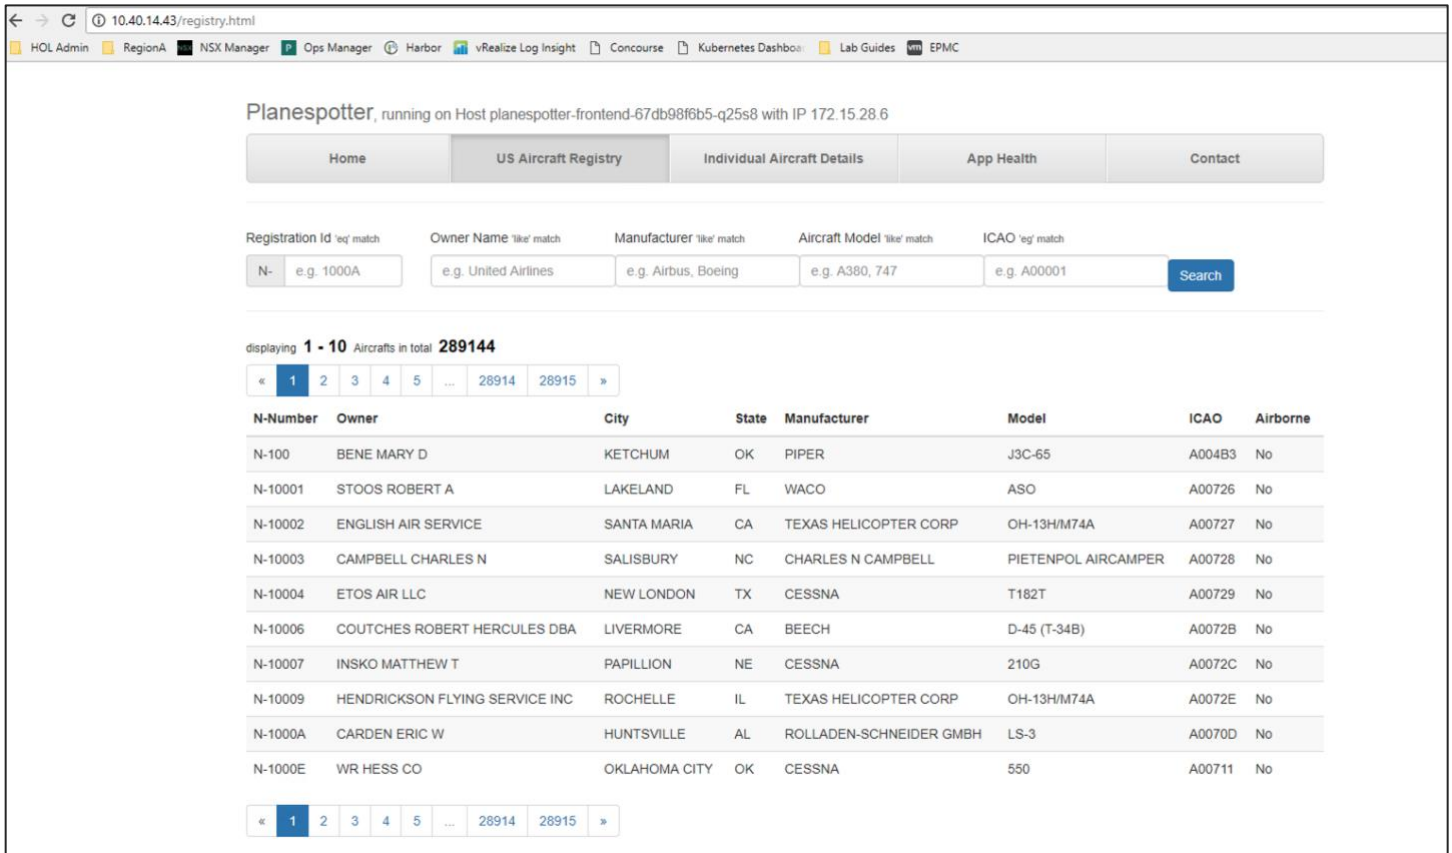 10.40.14.43/registry.html
HOL Admin RegionA NSX Manager Ops Manager Harbor vRealize Log Insight Concourse Kubernetes Dashboa Lab Guides vm EPMC
Planespotter, running on Host planespotter-frontend-67db98f6b5-q25s8 with IP 172.15.28.6
Home US Aircraft Registry Individual Aircraft Details App Health Contact
Registration Id 'eq' match Owner Name 'like' match Manufacturer 'like' match Aircraft Model 'like' match ICAO 'eg' match
N- e.g. 1000A e.g. United Airlines e.g. Airbus, Boeing e.g. A380, 747 e.g. A00001 Search
displaying 1 - 10 Aircrafts in total 289144
« 1 2 3 4 5 ... 28914 28915 »
N-Number Owner City State Manufacturer Model ICAO Airborne
N-100 BENE MARY D KETCHUM OK PIPER J3C-65 A004B3 No
N-10001 STOOS ROBERT A LAKELAND FL WACO ASO A00726 No
N-10002 ENGLISH AIR SERVICE SANTA MARIA CA TEXAS HELICOPTER CORP OH-13H/M74A A00727 No
N-10003 CAMPBELL CHARLES N SALISBURY NC CHARLES N CAMPBELL PIETENPOL AIRCAMPER A00728 No
N-10004 ETOS AIR LLC NEW LONDON TX CESSNA T182T A00729 No
N-10006 COUTCHES ROBERT HERCULES DBA LIVERMORE CA BEECH D-45 (T-34B) A0072B No
N-10007 INSKO MATTHEW T PAPILLION NE CESSNA 210G A0072C No
N-10009 HENDRICKSON FLYING SERVICE INC ROCHELLE IL TEXAS HELICOPTER CORP OH-13H/M74A A0072E No
N-1000A CARDEN ERIC W HUNTSVILLE AL ROLLADEN-SCHNEIDER GMBH LS-3 A0070D No
N-1000E WR HESS CO OKLAHOMA CITY OK CESSNA 550 A00711 No
« 1 2 3 4 5 ... 28914 28915 »